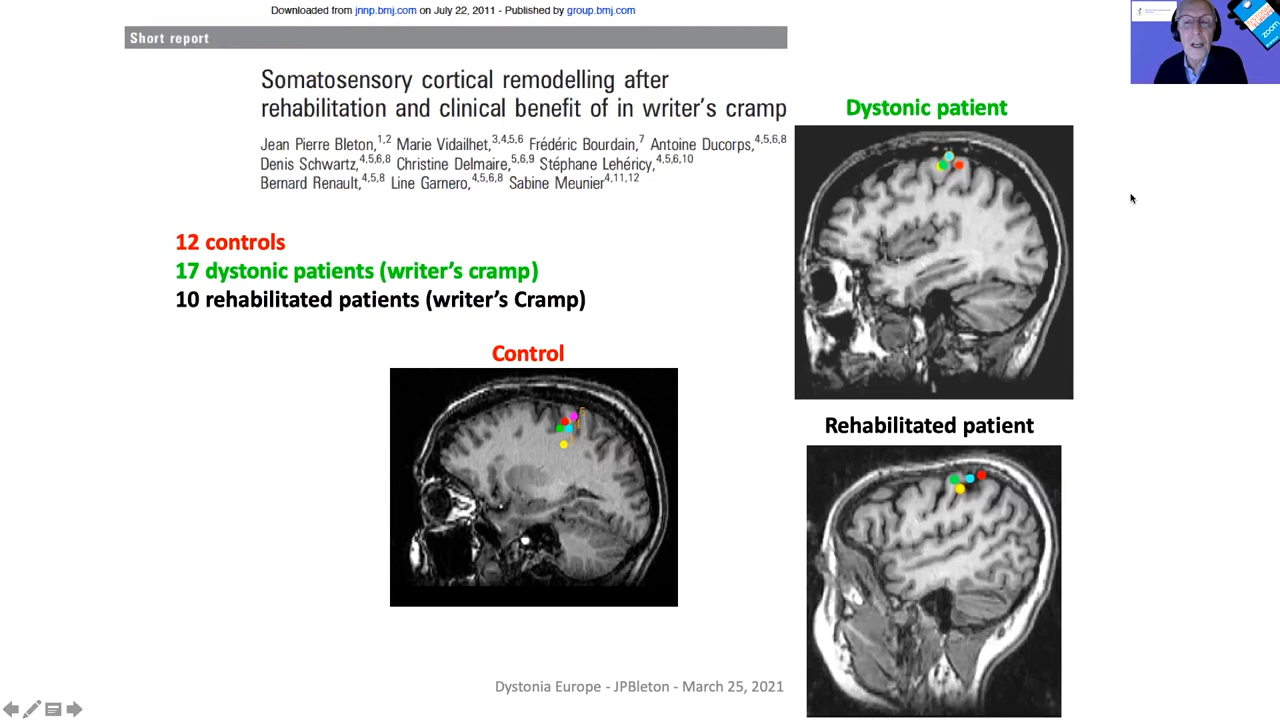 Downloaded from jnnp.bmj.com on July 22, 2011 - Published by group.bmj.com
Short report
Somatosensory cortical remodelling after
rehabilitation and clinical benefit of in writer's cramp
Jean Pierre Bleton,1,2 Marie Vidailhet,3,4,5,6 Frédéric Bourdain,7 Antoine Ducorps,4,5,6,8
Denis Schwartz,4,5,6,8 Christine Delmaire,5,6,9 Stéphane Lehéricy,4,5,6,10
Bernard Renault,4,5,8 Line Garnero,4,5,6,8 Sabine Meunier4,11,12
12 controls
17 dystonic patients (writer's cramp)
10 rehabilitated patients (writer's Cramp)
Control
Dystonic patient
Rehabilitated patient
Dystonia Europe - JPBleton - March 25, 2021
zoom